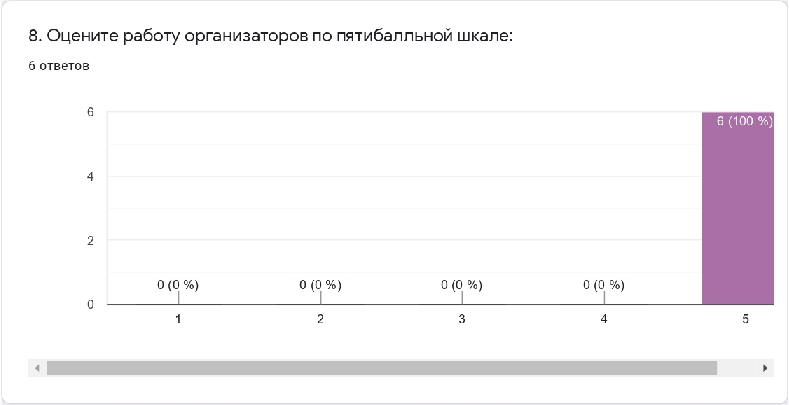 8. Оцените работу организаторов по пятибалльной шкале:
6 ответов
6
6 (100 %)
4
2
0 (0 %) 0 (0 %) 0 (0 %) 0 (0 %)
0
1 2 3 4 5